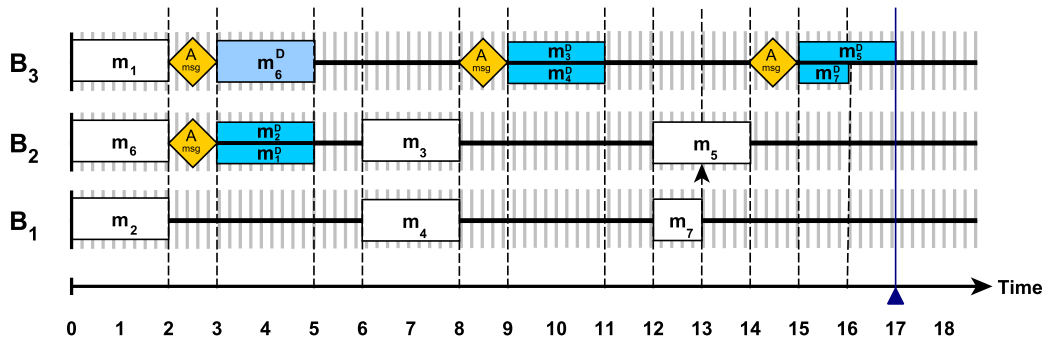 B3 m1 A msg m6D A msg m3D m4D A msg m5D m7D
B2 m6 A msg m2D m1D m3 m5
B1 m2 m4 m7
Time
0 1 2 3 4 5 6 7 8 9 10 11 12 13 14 15 16 17 18